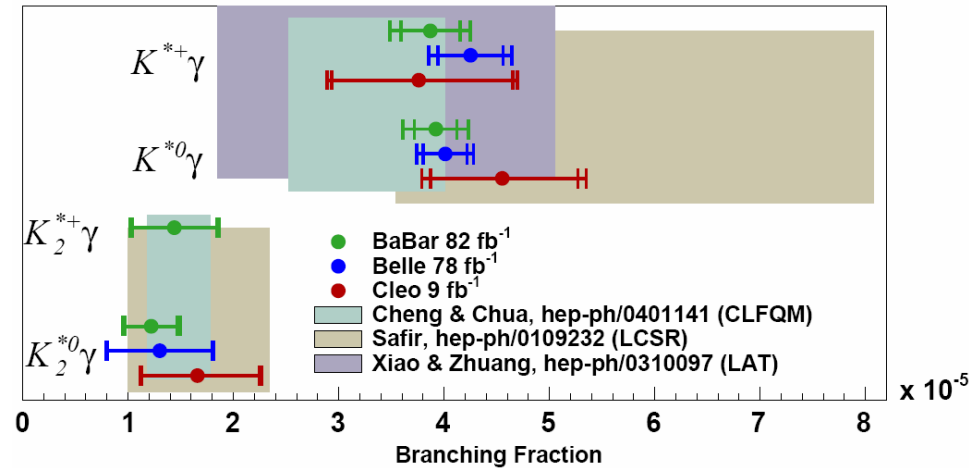 K*+γ
K*0γ
K2*+γ
BaBar 82 fb-1
Belle 78 fb-1
Cleo 9 fb-1
Cheng & Chua, hep-ph/0401141 (CLFQM)
Safir, hep-ph/0109232 (LCSR)
K2*0γ
Xiao & Zhuang, hep-ph/0310097 (LAT)
0 1 2 3 4 5 6 7 8 x 10-5
Branching Fraction